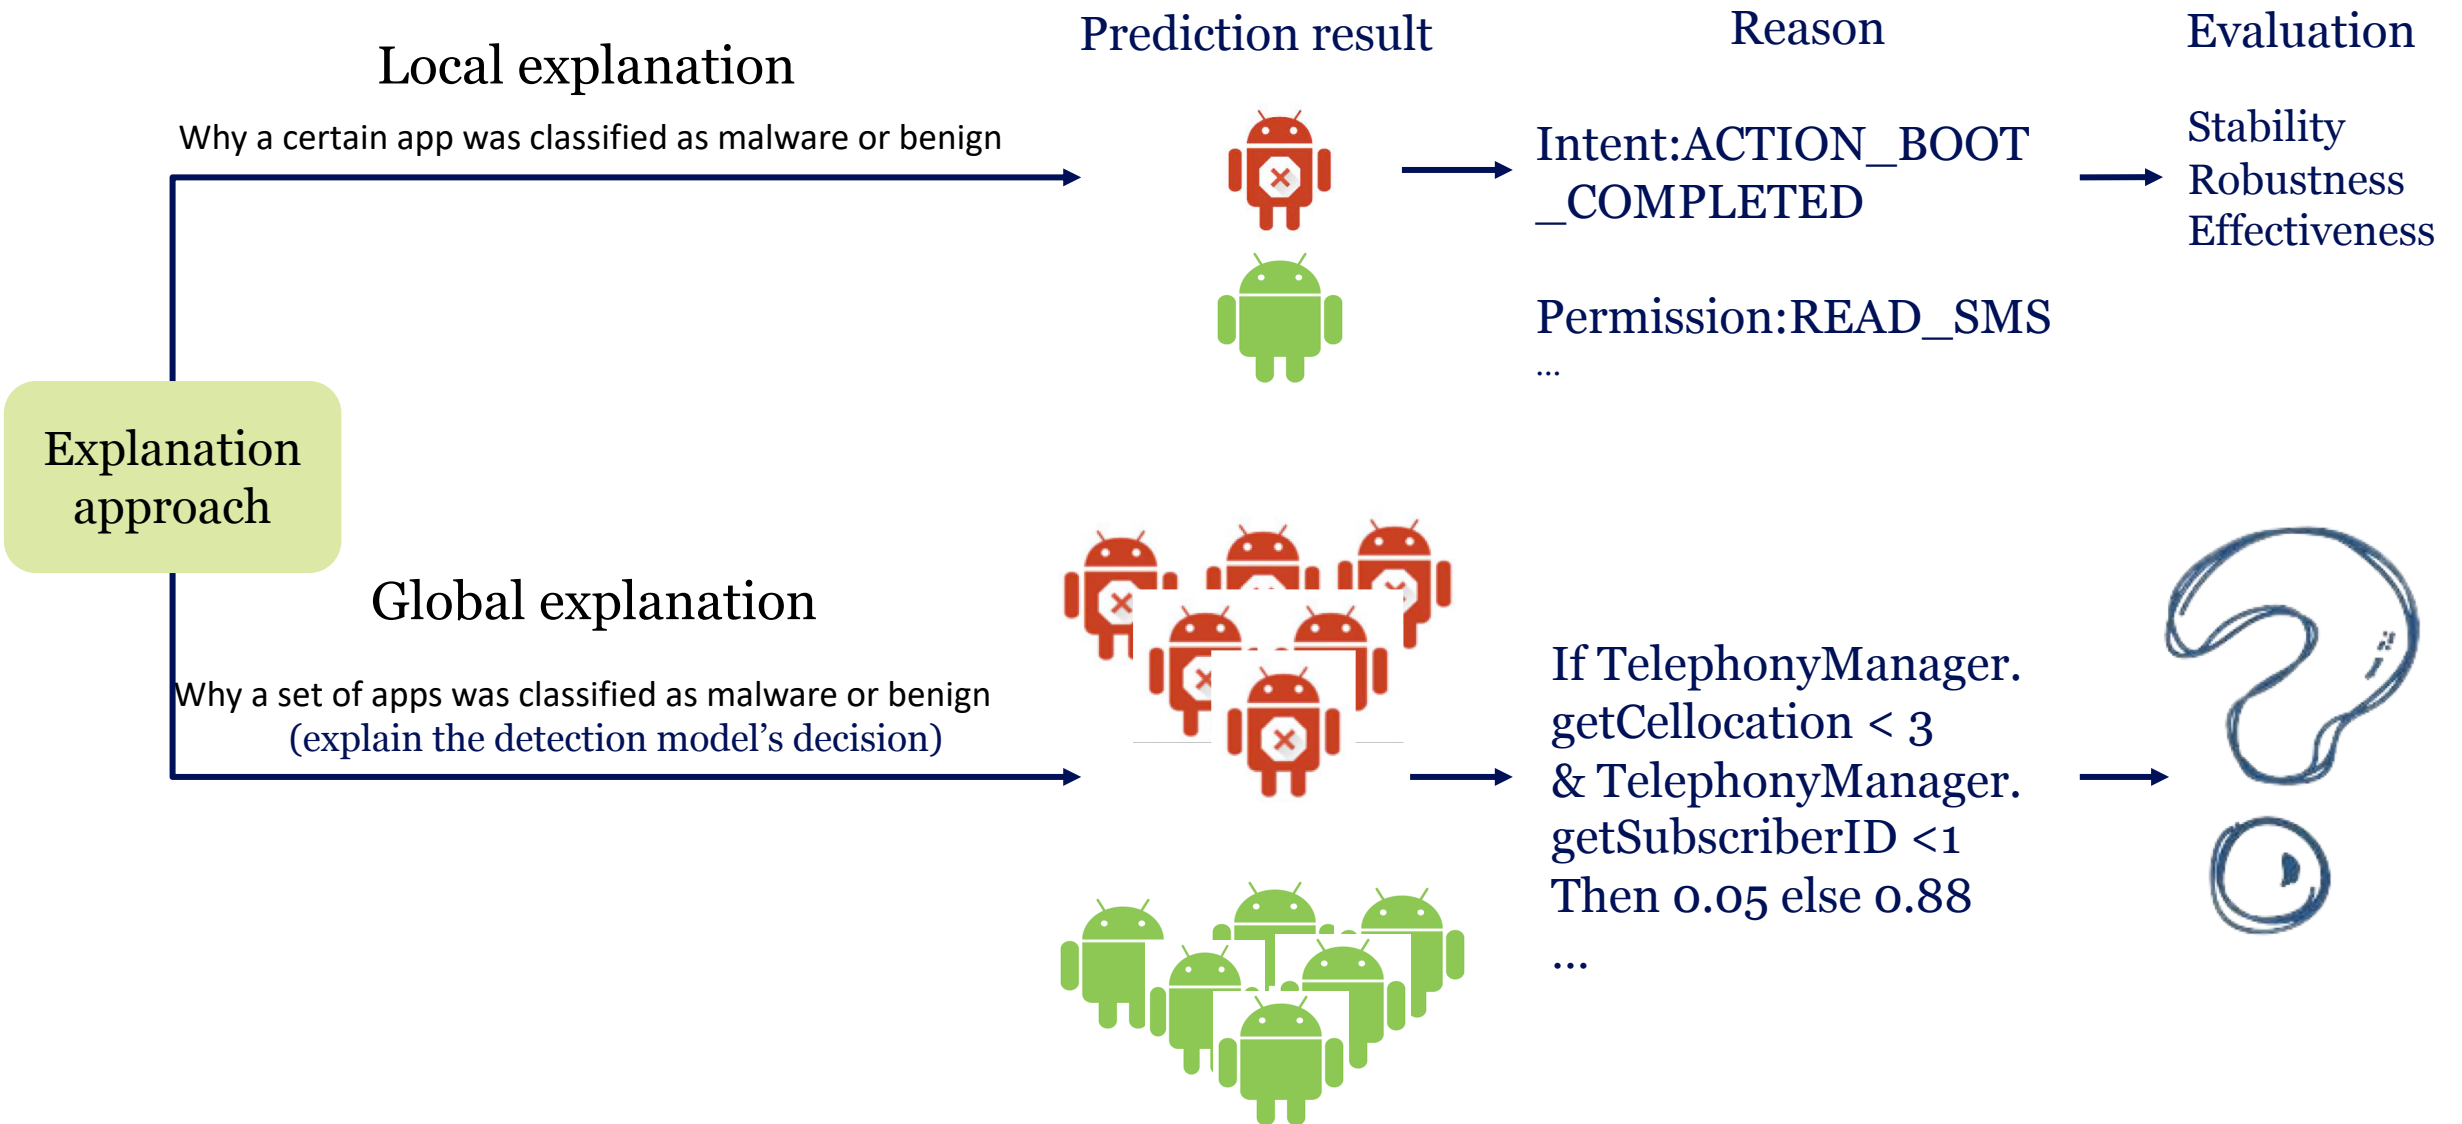 Local explanation
Why a certain app was classified as malware or benign
Prediction result
Reason
Evaluation
Intent:ACTION_BOOT
_COMPLETED
Permission:READ_SMS
...
Stability
Robustness
Effectiveness
Explanation
approach
Global explanation
Why a set of apps was classified as malware or benign
(explain the detection model's decision)
If TelephonyManager.
getCellocation < 3
& TelephonyManager.
getSubscriberID <1
Then 0.05 else 0.88
...
?